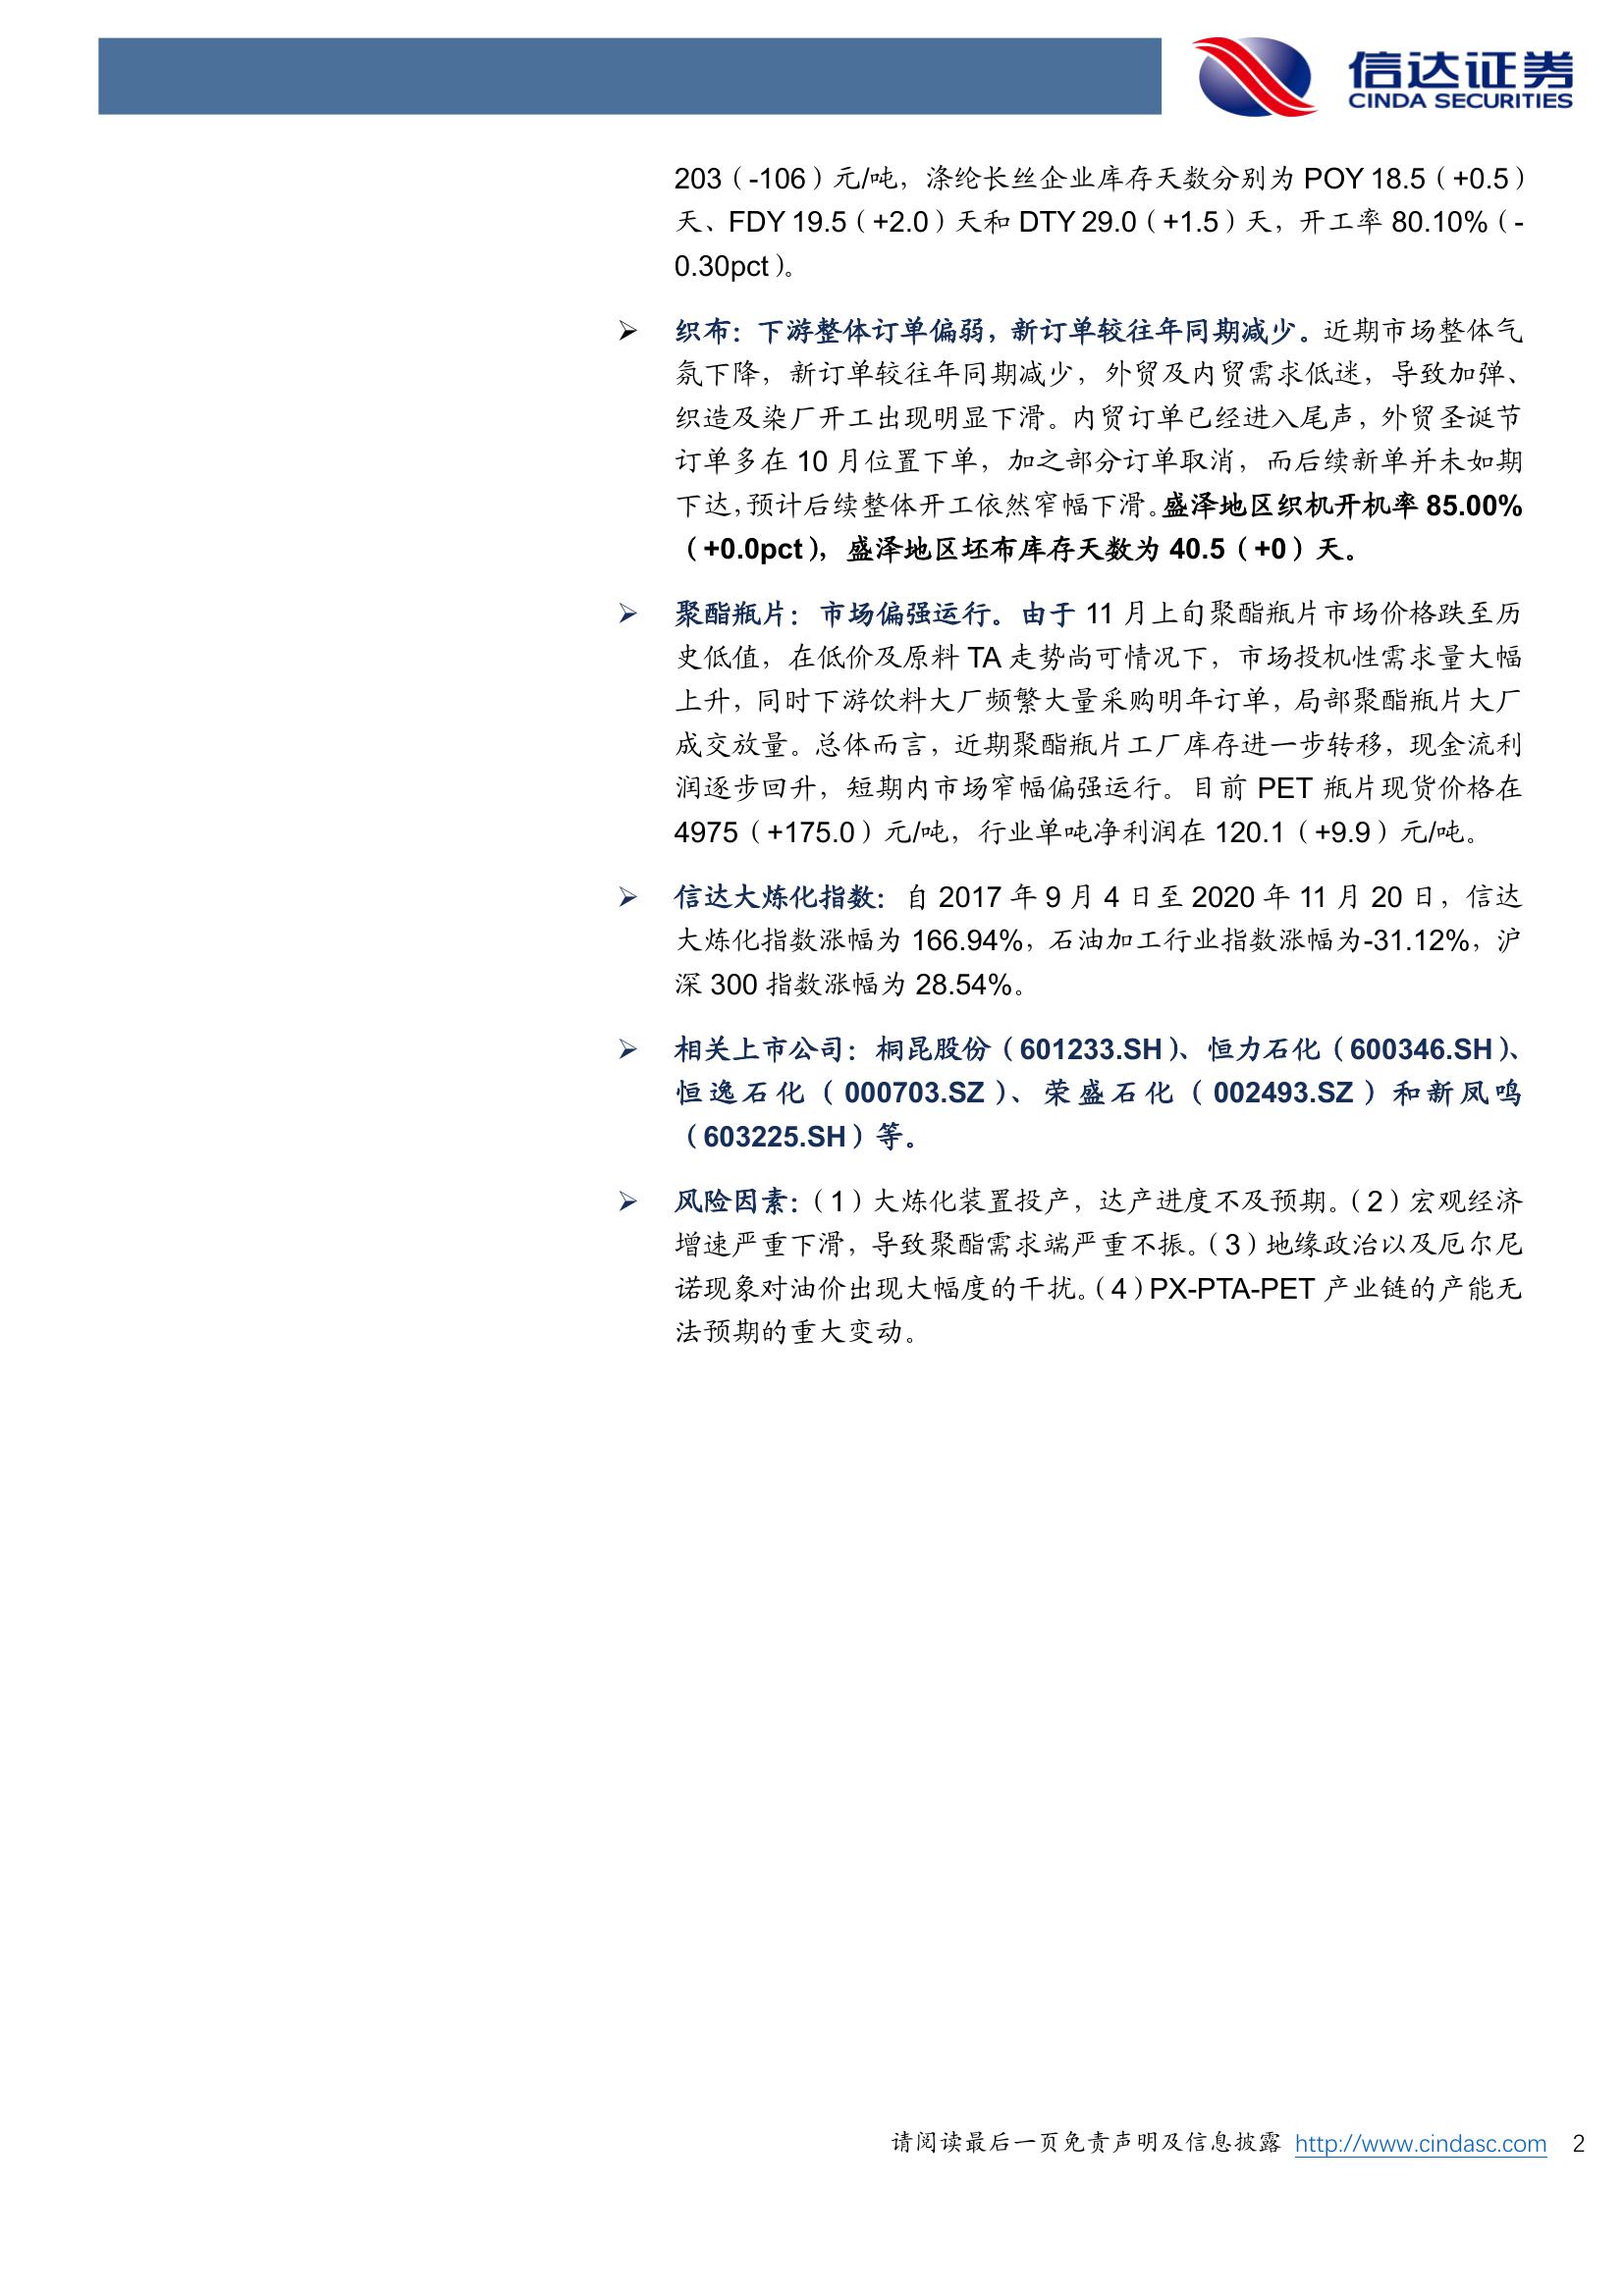 信达证券
CINDA SECURITIES
203（-106）元/吨，涤纶长丝企业库存天数分别为 POY 18.5（+0.5）
天、FDY 19.5（+2.0）天和 DTY 29.0（+1.5）天，开工率 80.10%（-
0.30pct）。
➢ 织布：下游整体订单偏弱，新订单较往年同期减少。近期市场整体气
氛下降，新订单较往年同期减少，外贸及内贸需求低迷，导致加弹、
织造及染厂开工出现明显下滑。内贸订单已经进入尾声，外贸圣诞节
订单多在 10 月位置下单，加之部分订单取消，而后续新单并未如期
下达，预计后续整体开工依然窄幅下滑。盛泽地区织机开机率 85.00%
（+0.0pct），盛泽地区坯布库存天数为 40.5（+0）天。
➢ 聚酯瓶片：市场偏强运行。由于 11 月上旬聚酯瓶片市场价格跌至历
史低值，在低价及原料 TA 走势尚可情况下，市场投机性需求量大幅
上升，同时下游饮料大厂频繁大量采购明年订单，局部聚酯瓶片大厂
成交放量。总体而言，近期聚酯瓶片工厂库存进一步转移，现金流利
润逐步回升，短期内市场窄幅偏强运行。目前 PET 瓶片现货价格在
4975（+175.0）元/吨，行业单吨净利润在 120.1（+9.9）元/吨。
➢ 信达大炼化指数：自 2017 年 9 月 4 日至 2020 年 11 月 20 日，信达
大炼化指数涨幅为 166.94%，石油加工行业指数涨幅为-31.12%，沪
深 300 指数涨幅为 28.54%。
➢ 相关上市公司：桐昆股份（601233.SH）、恒力石化（600346.SH）、
恒逸石化（000703.SZ）、荣盛石化（002493.SZ）和新凤鸣
（603225.SH）等。
➢ 风险因素：（1）大炼化装置投产，达产进度不及预期。（2）宏观经济
增速严重下滑，导致聚酯需求端严重不振。（3）地缘政治以及厄尔尼
诺现象对油价出现大幅度的干扰。（4）PX-PTA-PET 产业链的产能无
法预期的重大变动。
请阅读最后一页免责声明及信息披露 http://www.cindasc.com 2